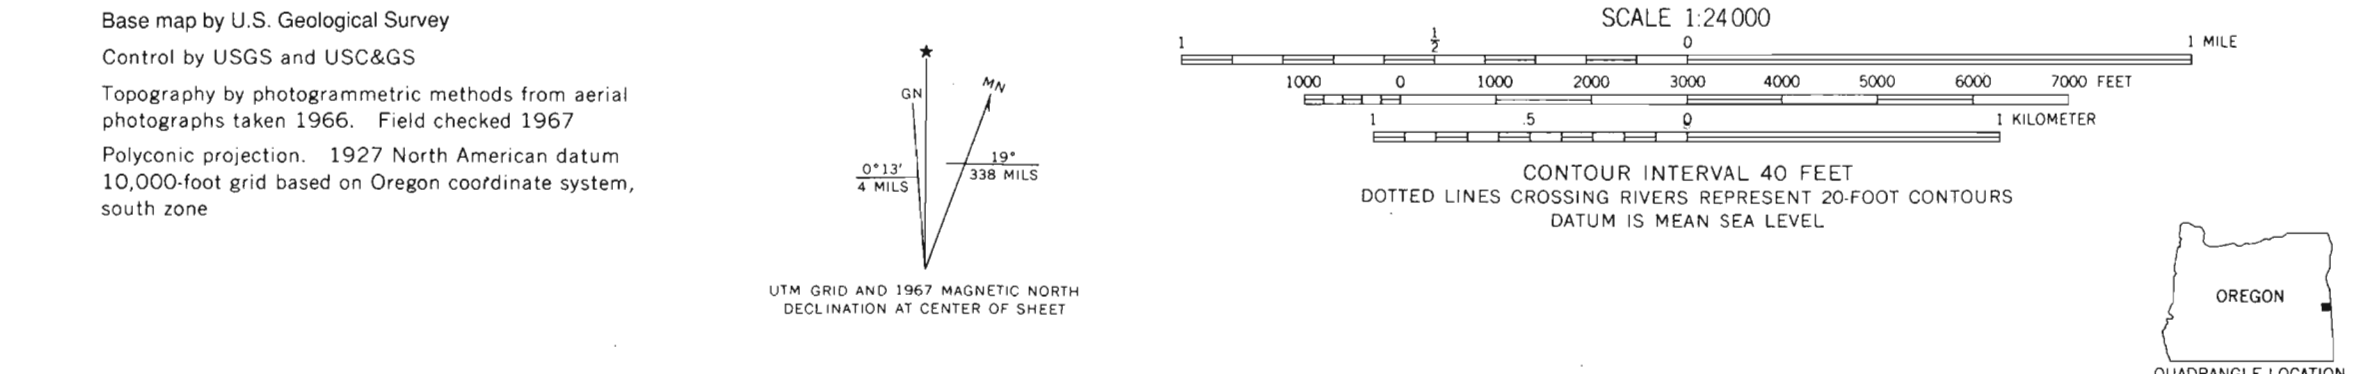 Base map by U.S. Geological Survey
Control by USGS and USC&GS
Topography by photogrammetric methods from aerial
photographs taken 1966. Field checked 1967
Polyconic projection. 1927 North American datum
10,000-foot grid based on Oregon coordinate system,
south zone
★
GN
MN
0°13′
4 MILS
19°
338 MILS
UTM GRID AND 1967 MAGNETIC NORTH
DECLINATION AT CENTER OF SHEET
SCALE 1:24 000
1 ½ 0 1 MILE
1000 0 1000 2000 3000 4000 5000 6000 7000 FEET
1 .5 0 1 KILOMETER
CONTOUR INTERVAL 40 FEET
DOTTED LINES CROSSING RIVERS REPRESENT 20-FOOT CONTOURS
DATUM IS MEAN SEA LEVEL
OREGON
QUADRANGLE LOCATION